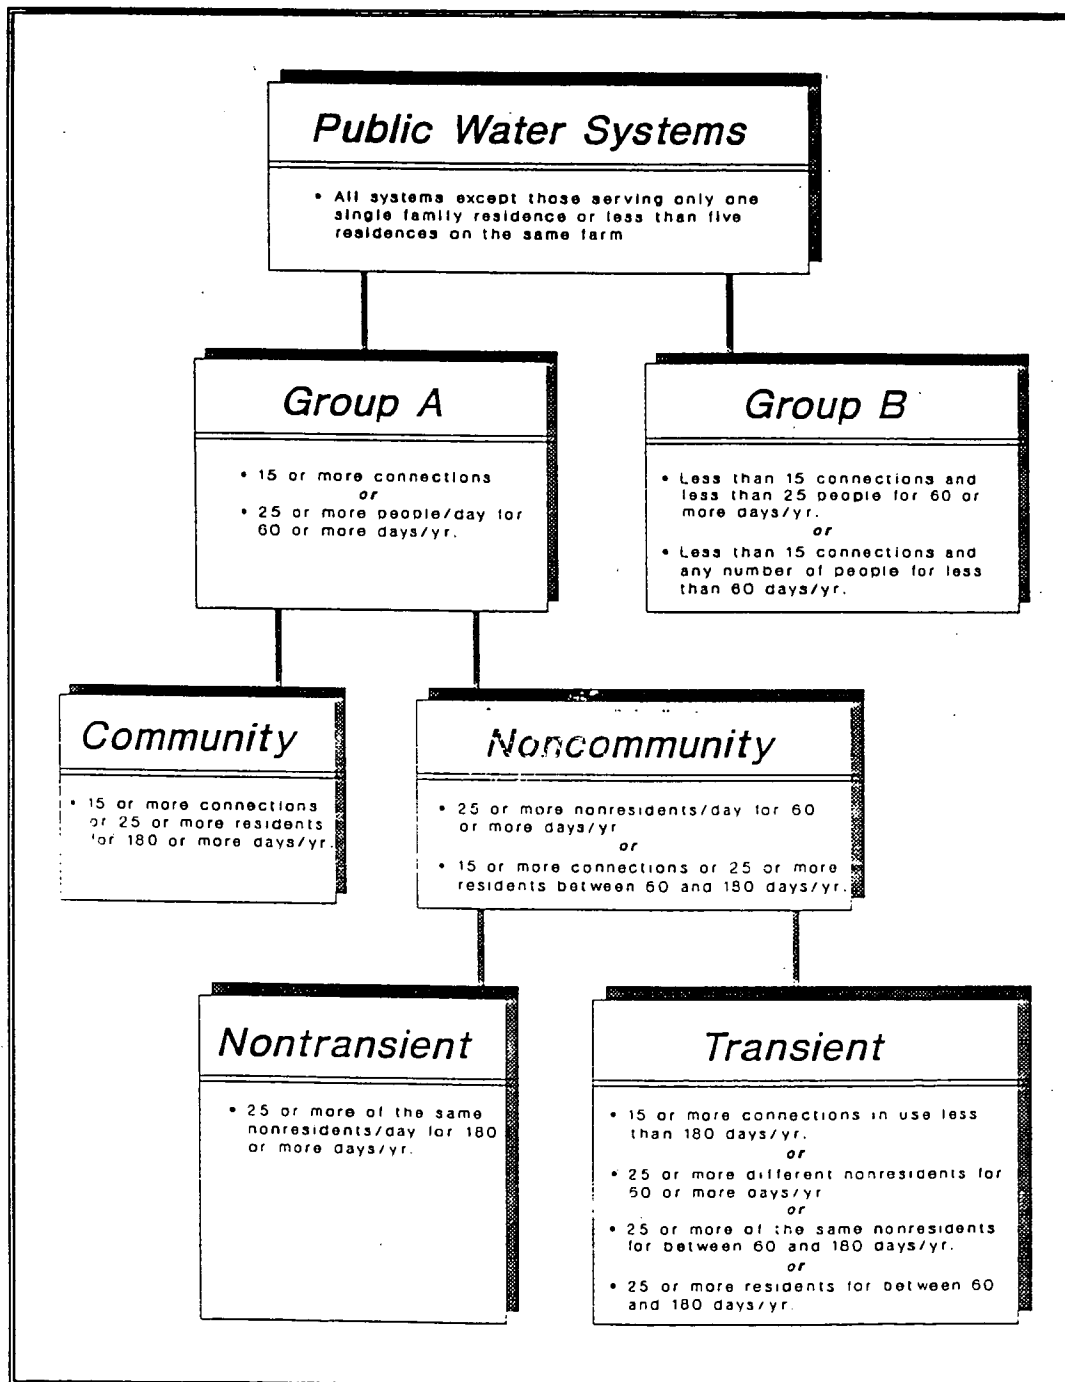 Public Water Systems
• All systems except those serving only one
single family residence or less than five
residences on the same farm
Group A
• 15 or more connections
or
• 25 or more people/day for
60 or more days/yr.
Group B
• Less than 15 connections and
less than 25 people for 60 or
more days/yr.
or
• Less than 15 connections and
any number of people for less
than 60 days/yr.
Community
• 15 or more connections
or 25 or more residents
for 180 or more days/yr.
Noncommunity
• 25 or more nonresidents/day for 60
or more days/yr
or
• 15 or more connections or 25 or more
residents between 60 and 180 days/yr.
Nontransient
• 25 or more of the same
nonresidents/day for 180
or more days/yr.
Transient
• 15 or more connections in use less
than 180 days/yr.
or
• 25 or more different nonresidents for
60 or more days/yr
or
• 25 or more of the same nonresidents
for between 60 and 180 days/yr.
or
• 25 or more residents for between 60
and 180 days/yr.